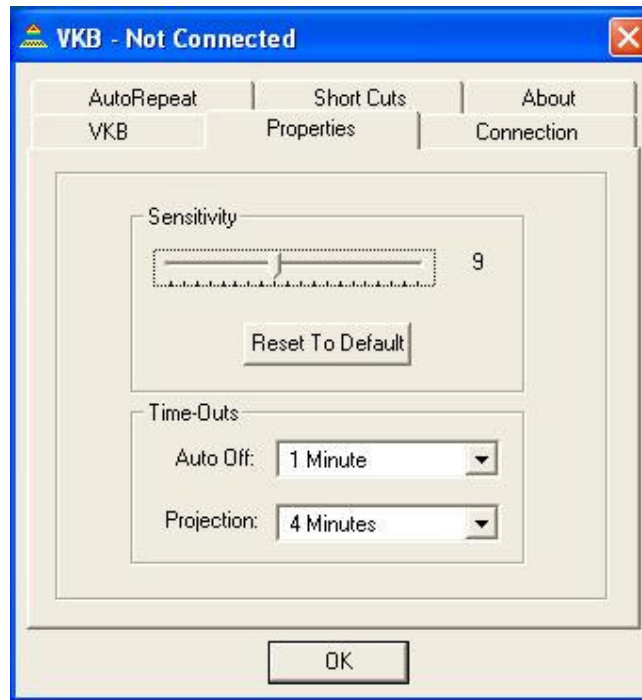 VKB - Not Connected
AutoRepeat Short Cuts About
VKB Properties Connection
Sensitivity
9
Reset To Default
Time-Outs
Auto Off: 1 Minute
Projection: 4 Minutes
OK